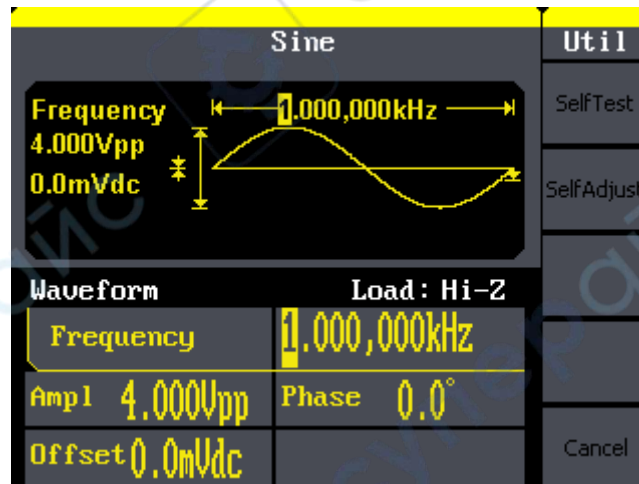 Sine
Util
Frequency
1.000,000kHz
4.000Vpp
0.0mVdc
SelfTest
SelfAdjust
Waveform
Load: Hi-Z
Frequency
1.000,000kHz
Ampl 4.000Vpp
Phase 0.0°
Offset 0.0mVdc
Cancel